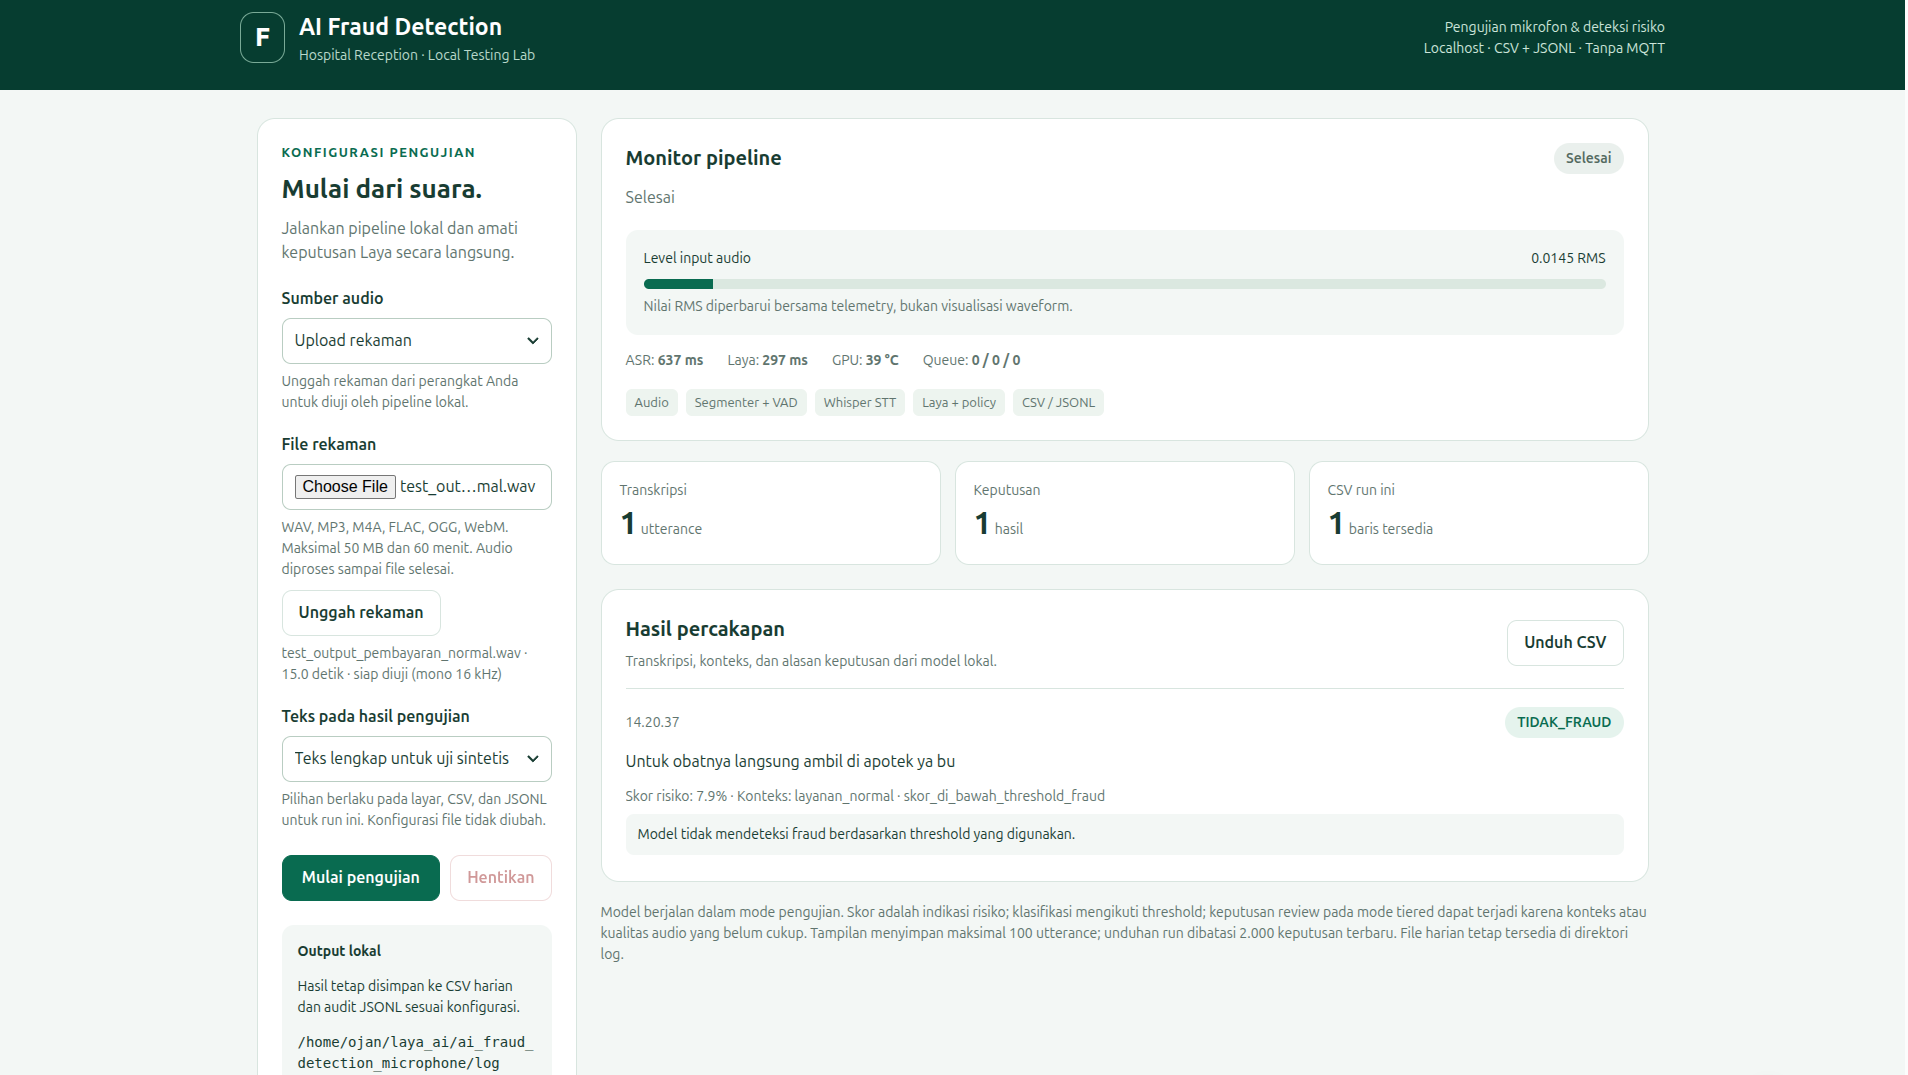 F
AI Fraud Detection
Hospital Reception · Local Testing Lab
Pengujian mikrofon & deteksi risiko
Localhost · CSV + JSONL · Tanpa MQTT
KONFIGURASI PENGUJIAN
Mulai dari suara.
Jalankan pipeline lokal dan amati
keputusan Laya secara langsung.
Sumber audio
Upload rekaman
Unggah rekaman dari perangkat Anda
untuk diuji oleh pipeline lokal.
File rekaman
Choose File test_out...mal.wav
WAV, MP3, M4A, FLAC, OGG, WebM.
Maksimal 50 MB dan 60 menit. Audio
diproses sampai file selesai.
Unggah rekaman
test_output_pembayaran_normal.wav ·
15.0 detik · siap diuji (mono 16 kHz)
Teks pada hasil pengujian
Teks lengkap untuk uji sintetis
Pilihan berlaku pada layar, CSV, dan JSONL
untuk run ini. Konfigurasi file tidak diubah.
Mulai pengujian
Hentikan
Output lokal
Hasil tetap disimpan ke CSV harian
dan audit JSONL sesuai konfigurasi.
/home/ojan/laya_ai/ai_fraud_
detection_microphone/log
Monitor pipeline
Selesai
Selesai
Level input audio
0.0145 RMS
Nilai RMS diperbarui bersama telemetry, bukan visualisasi waveform.
ASR: 637 ms Laya: 297 ms GPU: 39 °C Queue: 0 / 0 / 0
Audio Segmenter + VAD Whisper STT Laya + policy CSV / JSONL
Transkripsi
1 utterance
Keputusan
1 hasil
CSV run ini
1 baris tersedia
Hasil percakapan
Transkripsi, konteks, dan alasan keputusan dari model lokal.
Unduh CSV
14.20.37
TIDAK_FRAUD
Untuk obatnya langsung ambil di apotek ya bu
Skor risiko: 7.9% · Konteks: layanan_normal · skor_di_bawah_threshold_fraud
Model tidak mendeteksi fraud berdasarkan threshold yang digunakan.
Model berjalan dalam mode pengujian. Skor adalah indikasi risiko; klasifikasi mengikuti threshold; keputusan review pada mode tiered dapat terjadi karena konteks atau
kualitas audio yang belum cukup. Tampilan menyimpan maksimal 100 utterance; unduhan run dibatasi 2.000 keputusan terbaru. File harian tetap tersedia di direktori
log.